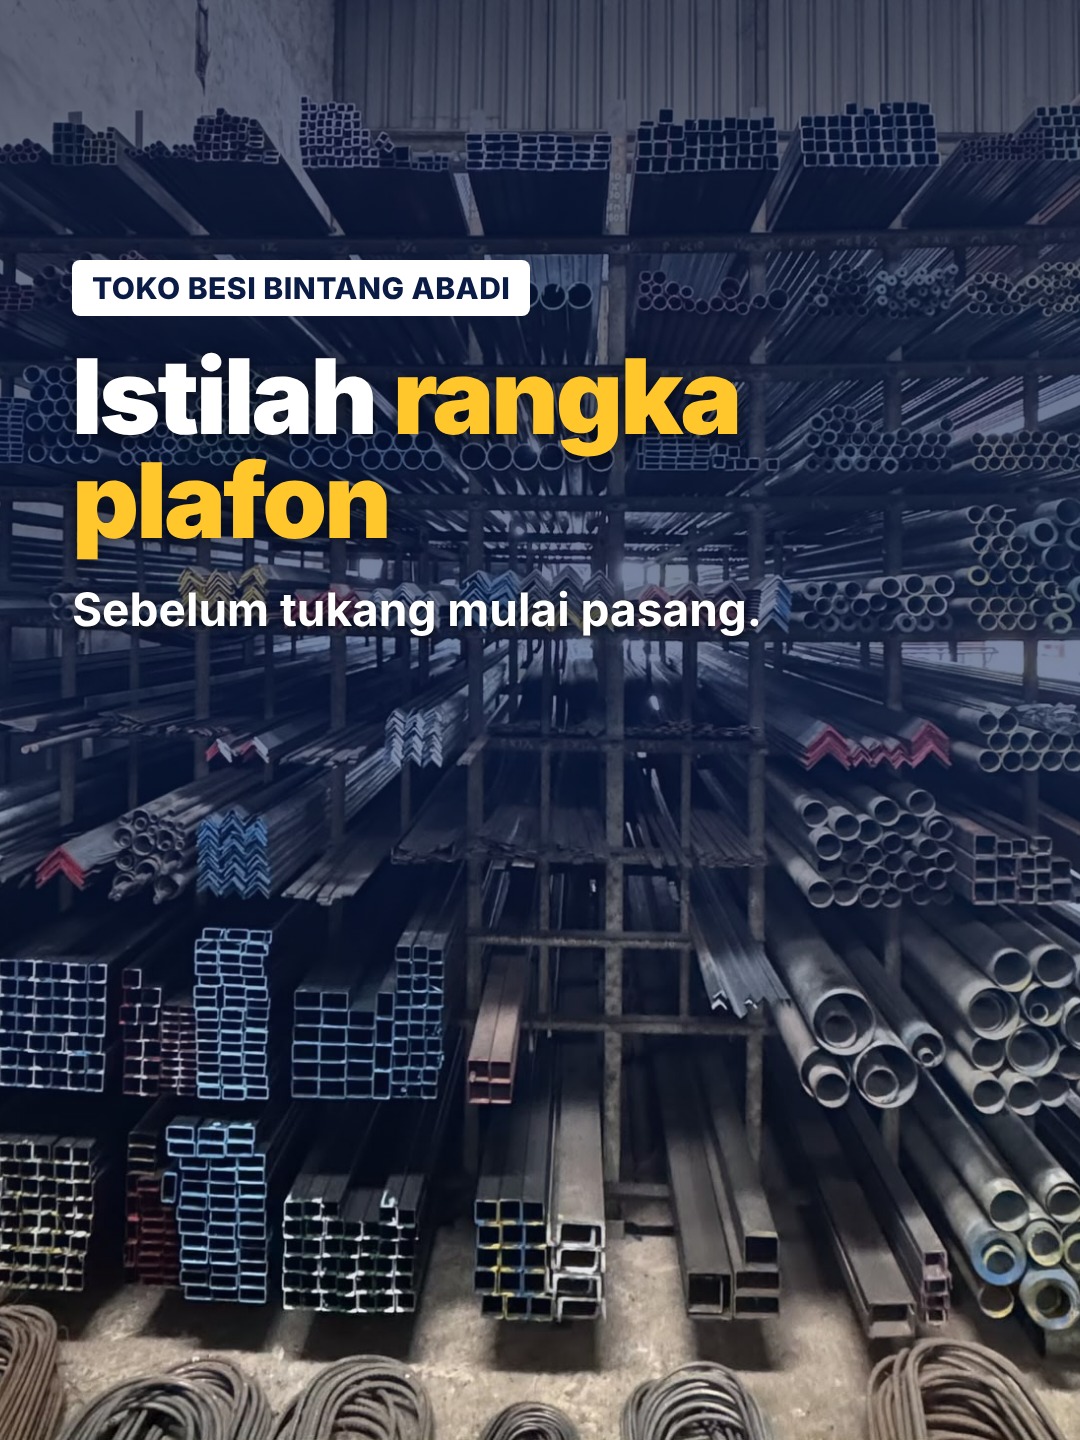 TOKO BESI BINTANG ABADI
Istilah rangka
plafon
Sebelum tukang mulai pasang.